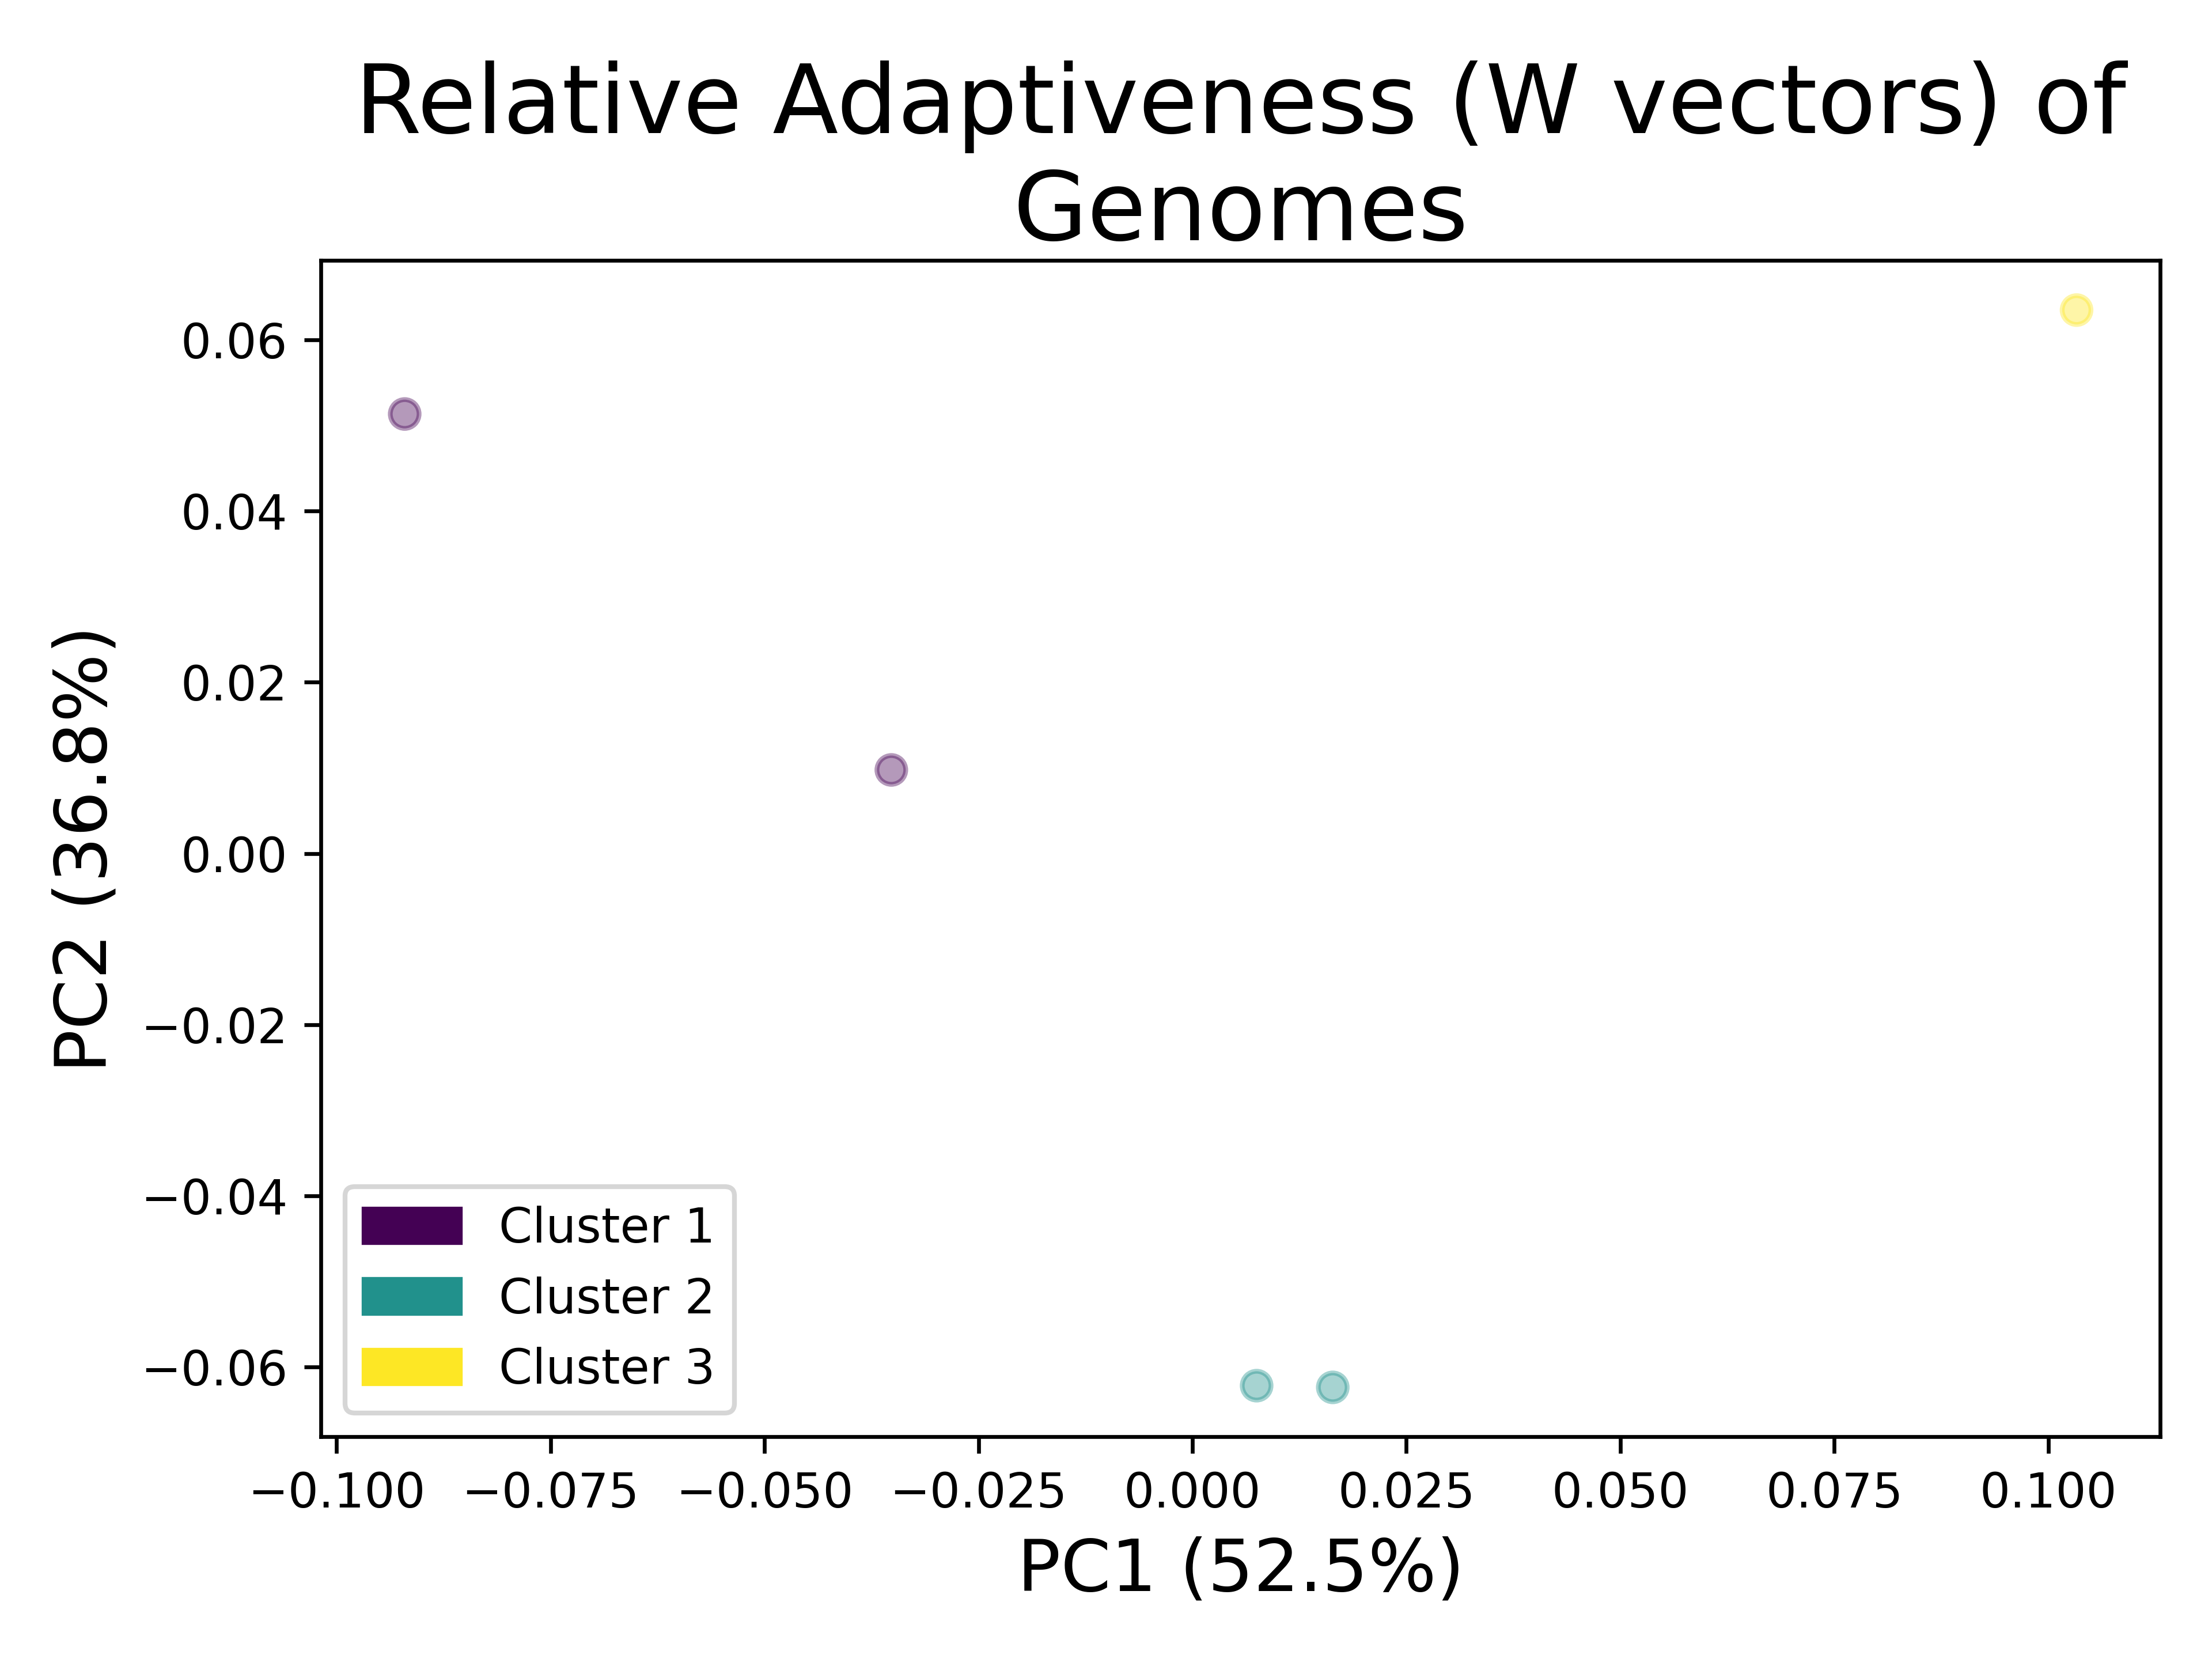 Relative Adaptiveness (W vectors) of
Genomes
PC2 (36.8%)
0.06
0.04
0.02
0.00
−0.02
−0.04
−0.06
Cluster 1
Cluster 2
Cluster 3
−0.100 −0.075 −0.050 −0.025 0.000 0.025 0.050 0.075 0.100
PC1 (52.5%)